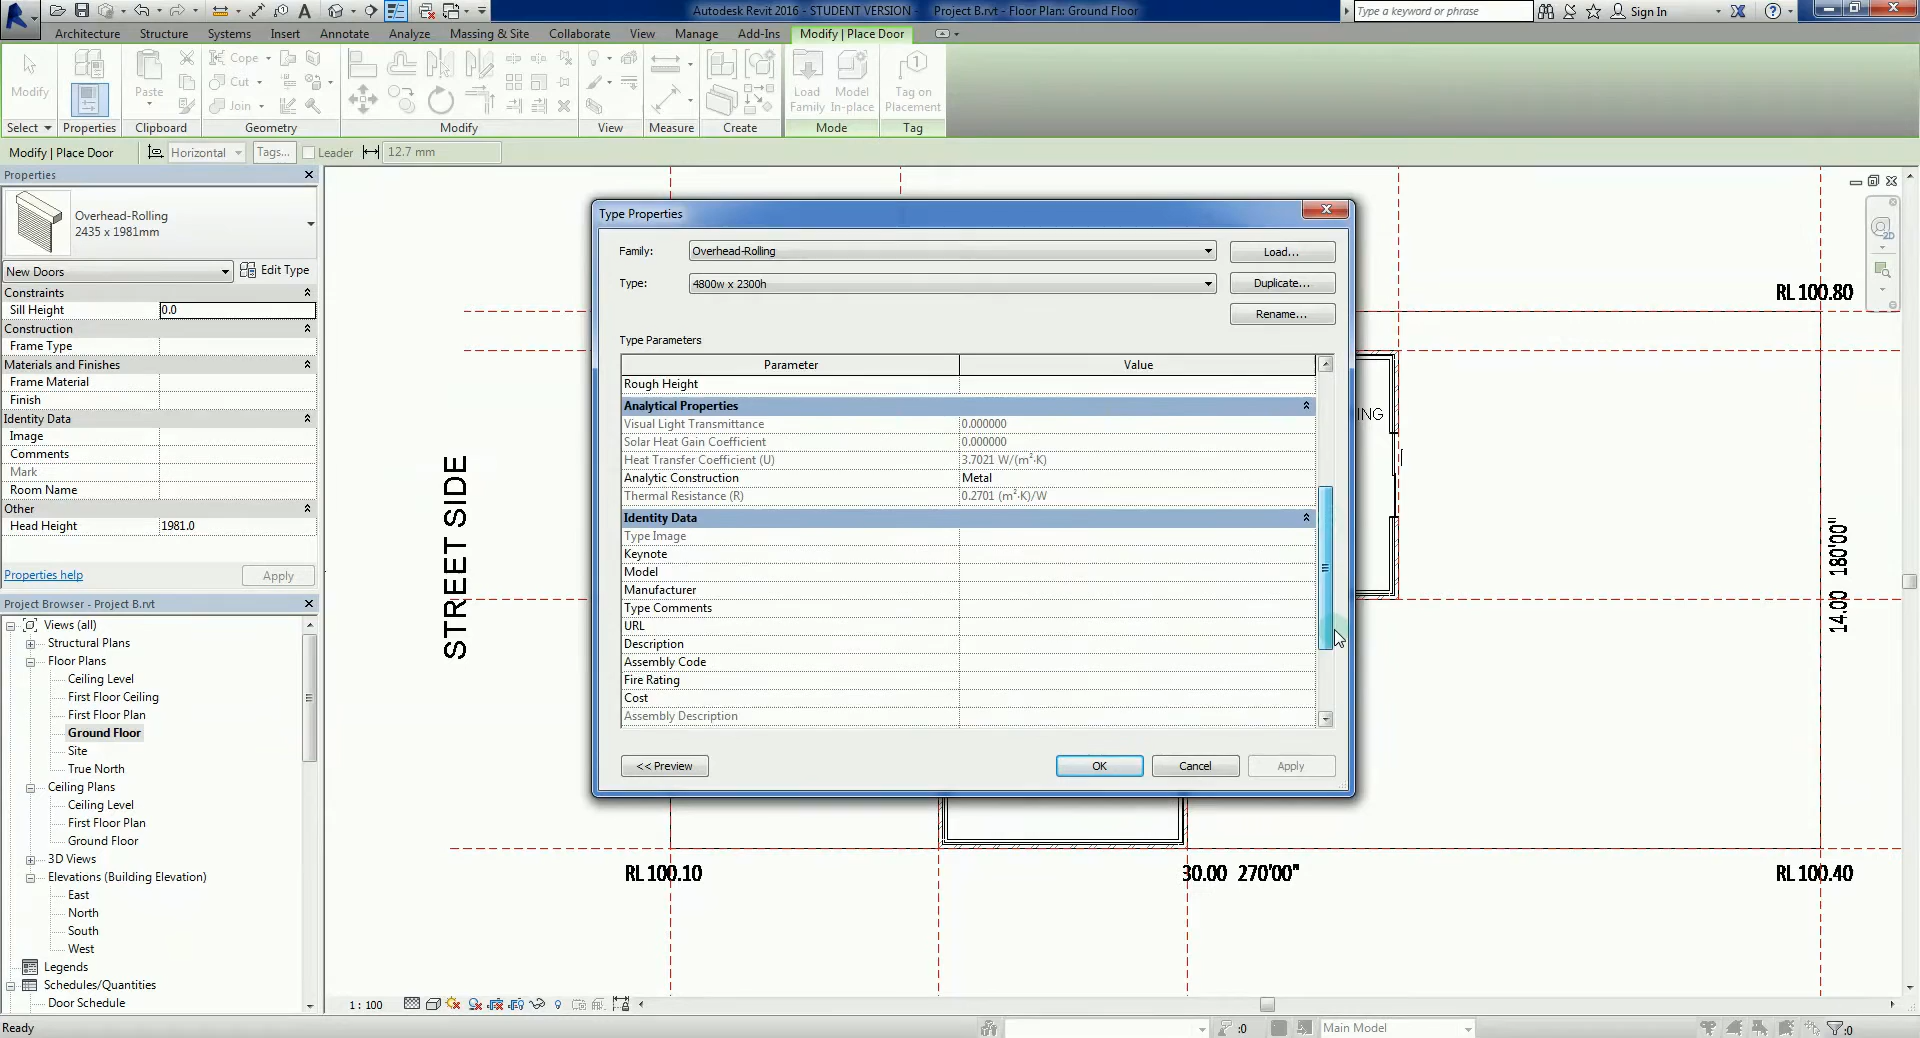 Autodesk Revit 2016 - STUDENT VERSION -    Project B.rvt - Floor Plan: Ground Floor
Type a keyword or phrase
Sign In
Architecture Structure Systems Insert Annotate Analyze Massing & Site Collaborate View Manage Add-Ins Modify | Place Door
Modify
Properties
Paste
Cope
Cut
Join
Load Family
Model In-place
Tag on Placement
Select Properties Clipboard Geometry Modify View Measure Create Mode Tag
Modify | Place Door Horizontal Tags... Leader 12.7 mm
Properties
Overhead-Rolling
2435 x 1981mm
New Doors Edit Type
Constraints
Sill Height 0.0
Construction
Frame Type
Materials and Finishes
Frame Material
Finish
Identity Data
Image
Comments
Mark
Room Name
Other
Head Height 1981.0
Properties help Apply
Project Browser - Project B.rvt
Views (all)
Structural Plans
Floor Plans
Ceiling Level
First Floor Ceiling
First Floor Plan
Ground Floor
Site
True North
Ceiling Plans
Ceiling Level
First Floor Plan
Ground Floor
3D Views
Elevations (Building Elevation)
East
North
South
West
Legends
Schedules/Quantities
Door Schedule
Type Properties
Family: Overhead-Rolling Load...
Type: 4800w x 2300h Duplicate...
Rename...
Type Parameters
Parameter Value
Rough Height
Analytical Properties
Visual Light Transmittance 0.000000
Solar Heat Gain Coefficient 0.000000
Heat Transfer Coefficient (U) 3.7021 W/(m²·K)
Analytic Construction Metal
Thermal Resistance (R) 0.2701 (m²·K)/W
Identity Data
Type Image
Keynote
Model
Manufacturer
Type Comments
URL
Description
Assembly Code
Fire Rating
Cost
Assembly Description
<< Preview OK Cancel Apply
STREET SIDE
RL 100.80
ING
14.00 180'00"
RL 100.10
30.00 270'00"
RL 100.40
1 : 100
Ready
:0
Main Model
:0